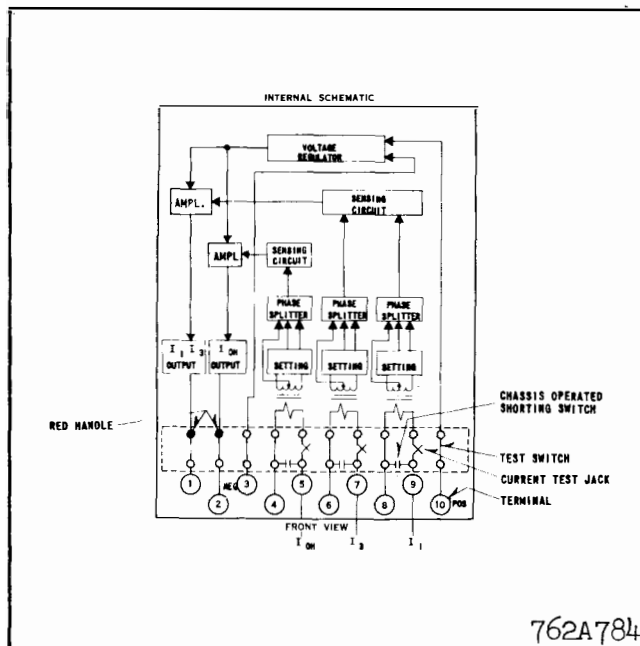 INTERNAL SCHEMATIC
VOLTAGE
REGULATOR
AMPL.
SENSING
CIRCUIT
AMPL
SENSING
CIRCUIT
PHASE
SPLITTER
PHASE
SPLITTER
PHASE
SPLITTER
I1 I3
OUTPUT
IOH
OUTPUT
SETTING
SETTING
SETTING
CHASSIS OPERATED
SHORTING SWITCH
RED HANDLE
TEST SWITCH
CURRENT TEST JACK
TERMINAL
1 NEG 3 5 7 9
2 4 6 8 10 POS
FRONT VIEW
IOH I3 I1
762A784